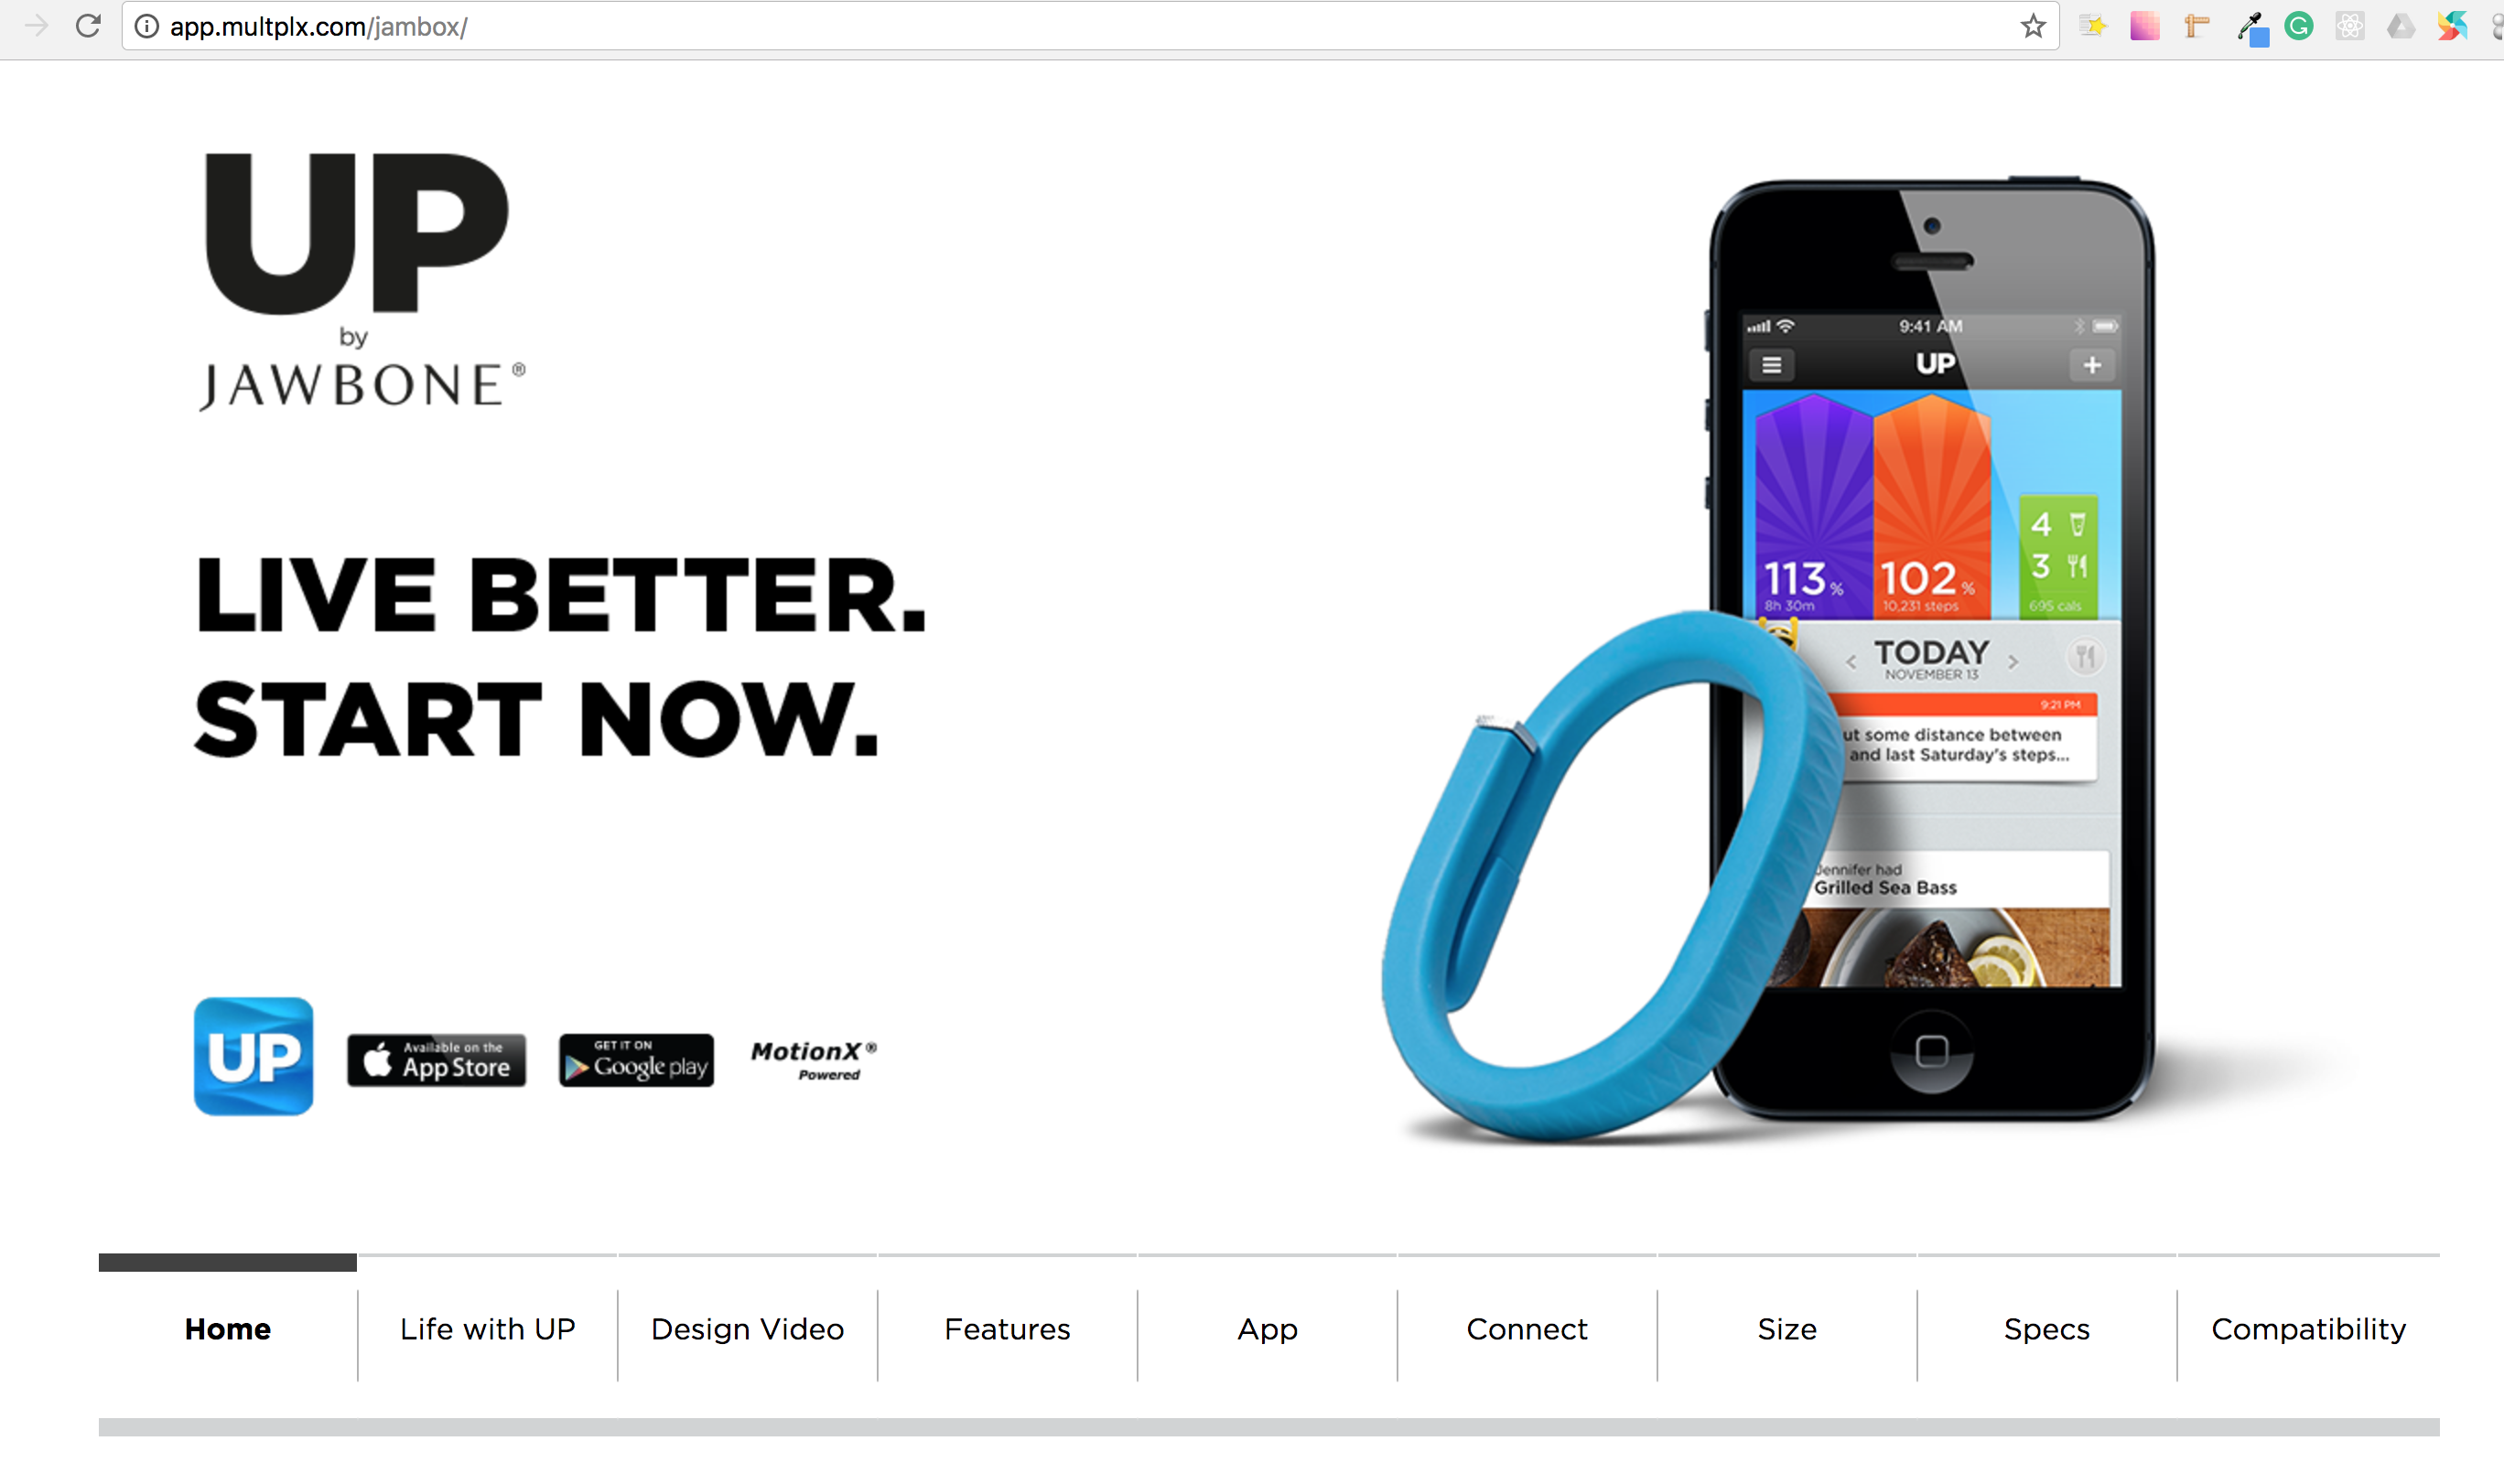 app.multplx.com/jambox/
UP
by
JAWBONE®
LIVE BETTER.
START NOW.
UP
Available on the
App Store
GET IT ON
Google play
MotionX®
Powered
9:41 AM
UP
113 %
8h 30m
102 %
10,231 steps
4
3
695 cals
TODAY
NOVEMBER 13
9:21 PM
ut some distance between
and last Saturday's steps...
Jennifer had
Grilled Sea Bass
Home
Life with UP
Design Video
Features
App
Connect
Size
Specs
Compatibility